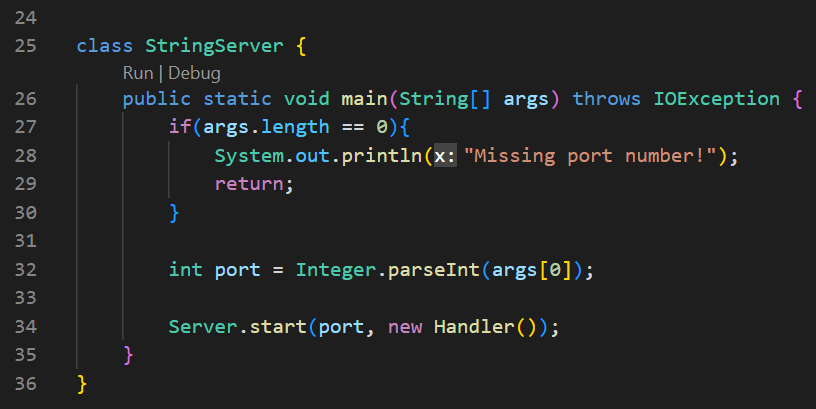 24
25 class StringServer {
Run | Debug
26 public static void main(String[] args) throws IOException {
27 if(args.length == 0){
28 System.out.println(x: "Missing port number!");
29 return;
30 }
31
32 int port = Integer.parseInt(args[0]);
33
34 Server.start(port, new Handler());
35 }
36 }